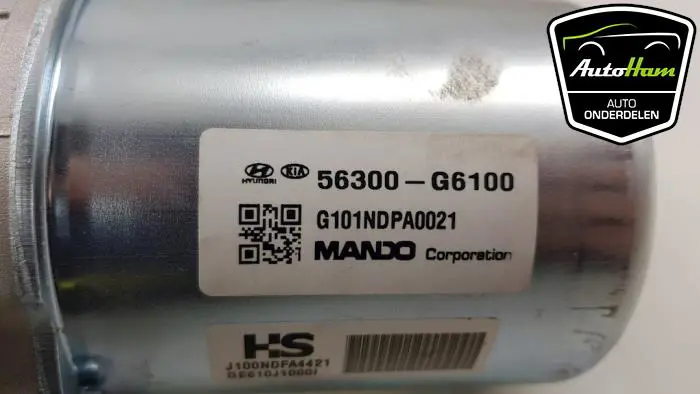 AutoHam
AUTO
ONDERDELEN
HYUNDAI KIA 56300-G6100
G101NDPA0021
MANDO Corporation
HS
J100NDFA4421